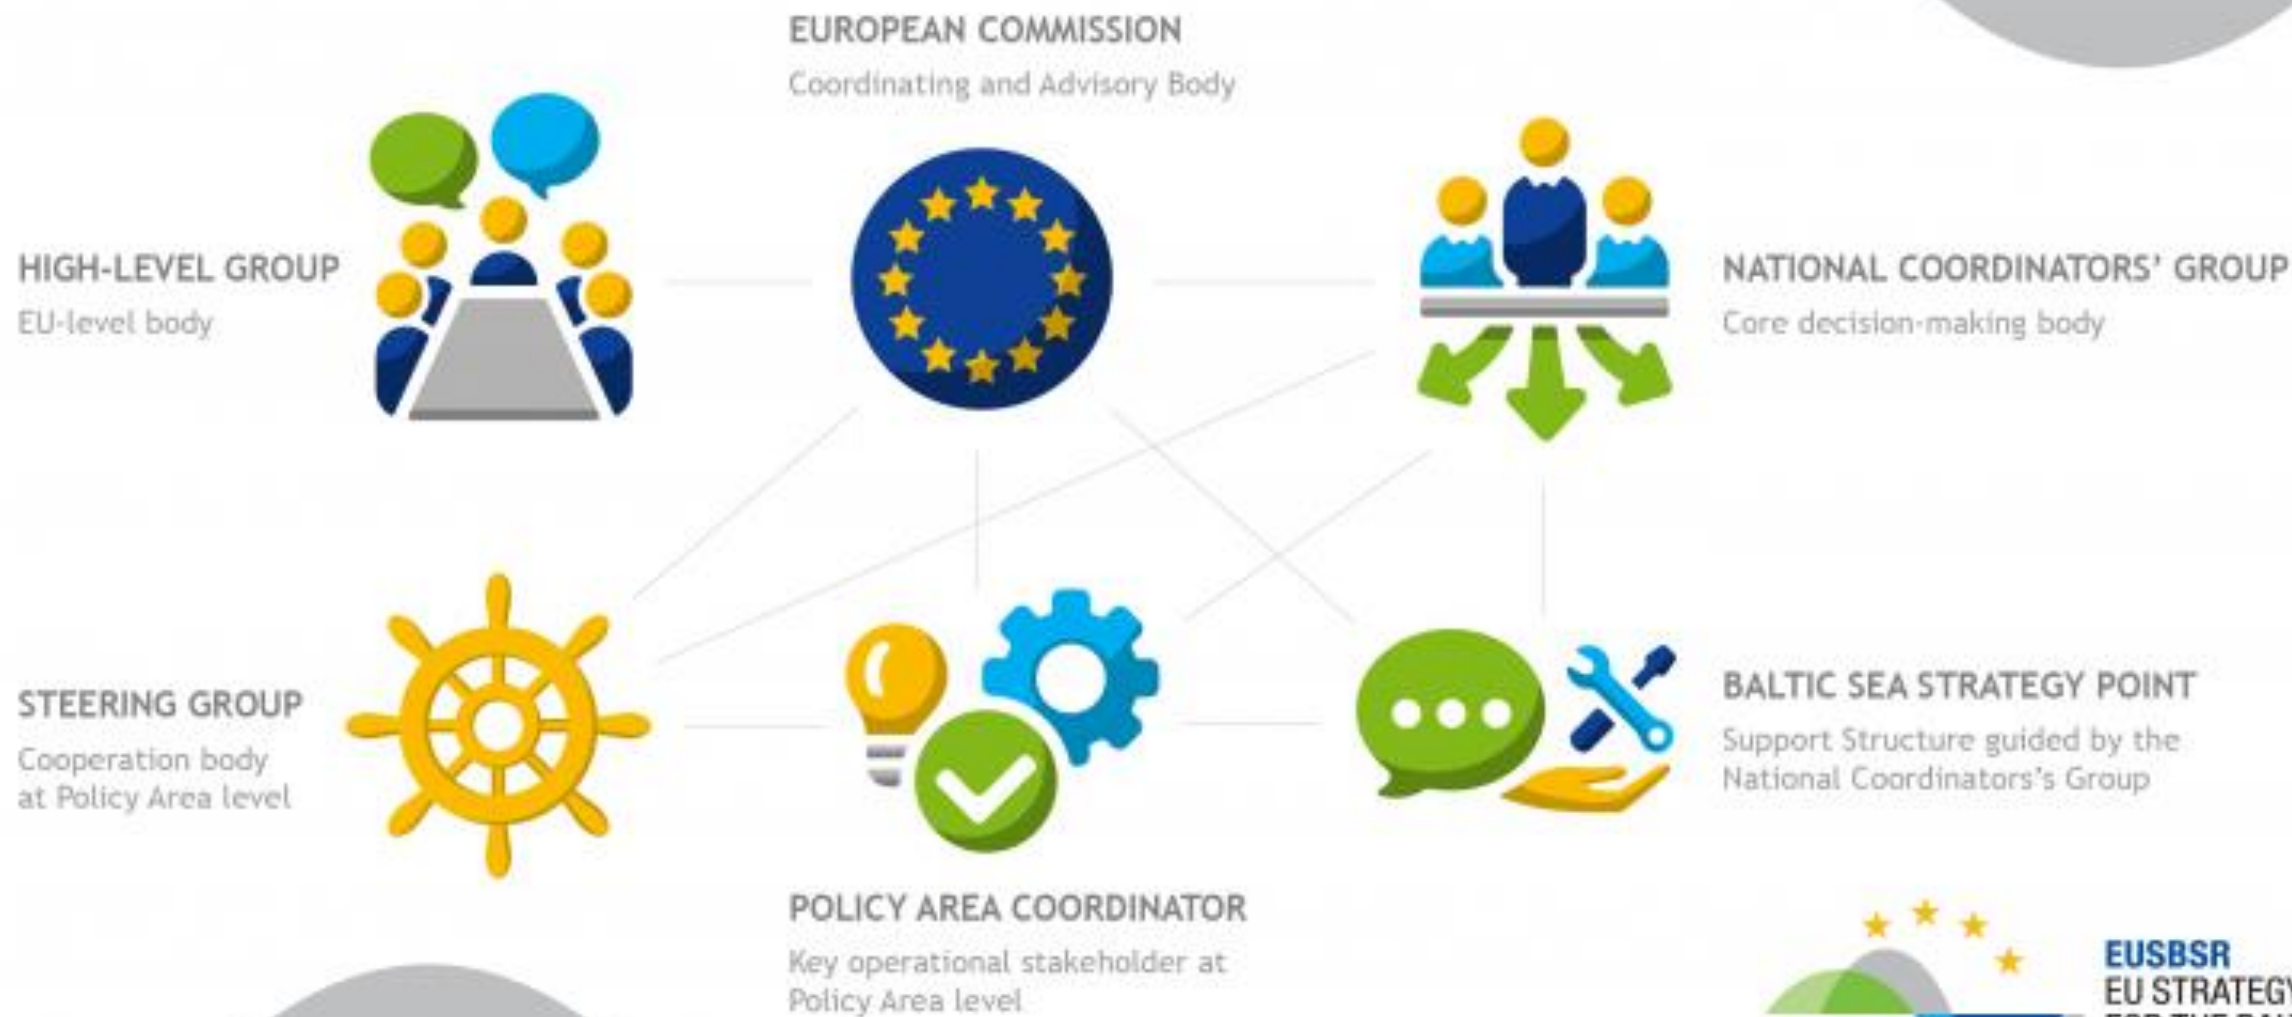 EUROPEAN COMMISSION
Coordinating and Advisory Body
HIGH-LEVEL GROUP
EU-level body
NATIONAL COORDINATORS' GROUP
Core decision-making body
STEERING GROUP
Cooperation body
at Policy Area level
POLICY AREA COORDINATOR
Key operational stakeholder at
Policy Area level
BALTIC SEA STRATEGY POINT
Support Structure guided by the
National Coordinators's Group
EUSBSR
EU STRATEGY